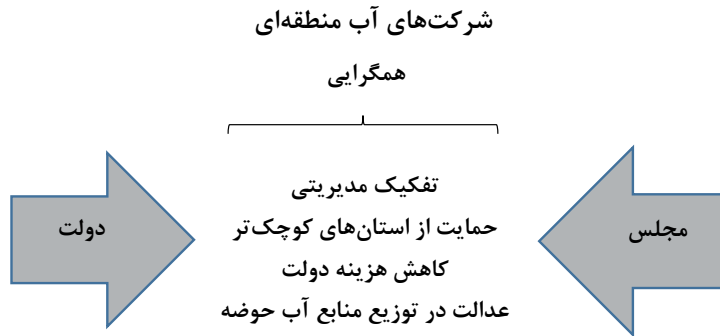 شرکت‌های آب منطقه‌ای
همگرایی
تفکیک مدیریتی
حمایت از استان‌های کوچک‌تر
کاهش هزینه دولت
عدالت در توزیع منابع آب حوضه
مجلس
دولت